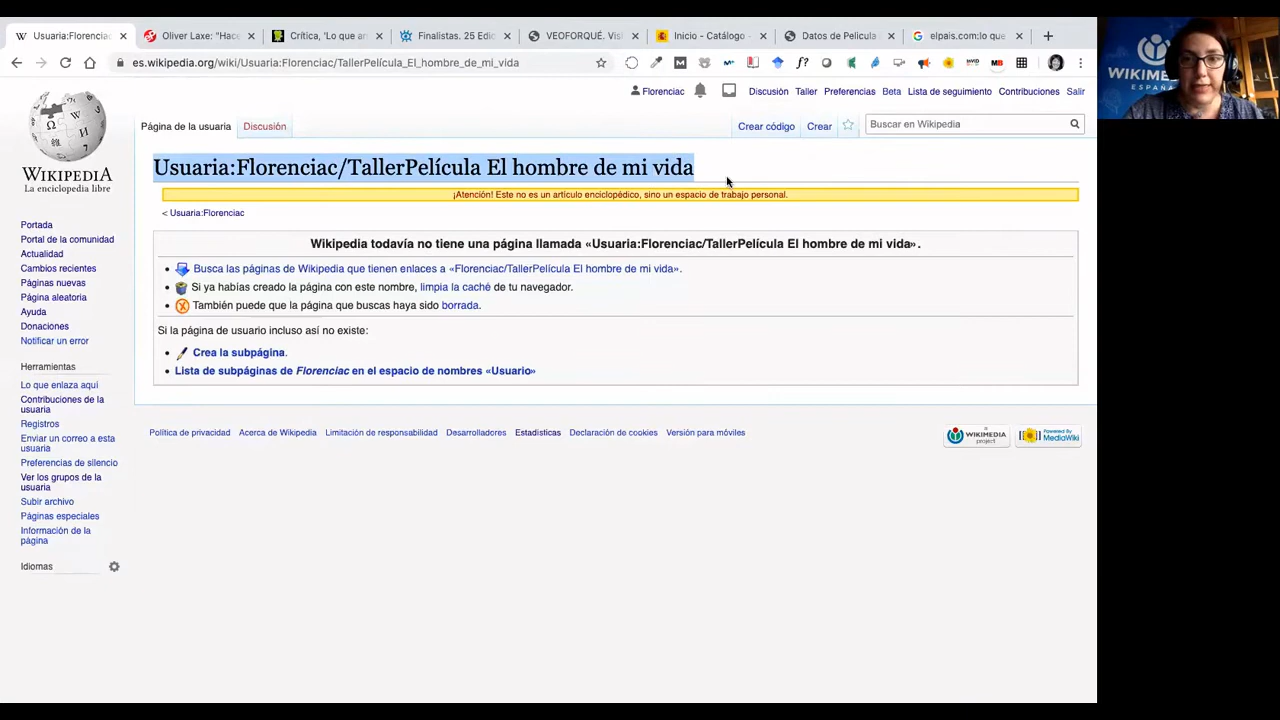 Usuaria:Florenciac
Oliver Laxe: "Hace
Crítica, 'Lo que ar
Finalistas. 25 Edic
VEOFORQUÉ. Vis
Inicio - Catálogo
Datos de Pelicula
elpais.com:lo que
es.wikipedia.org/wiki/Usuaria:Florenciac/TallerPelícula_El_hombre_de_mi_vida
WIKIMEDIA
ESPAÑA
WIKIPEDIA
La enciclopedia libre
Florenciac
Discusión
Taller
Preferencias
Beta
Lista de seguimiento
Contribuciones
Salir
Página de la usuaria
Discusión
Crear código
Crear
Buscar en Wikipedia
Usuaria:Florenciac/TallerPelícula El hombre de mi vida
¡Atención! Este no es un artículo enciclopédico, sino un espacio de trabajo personal.
< Usuaria:Florenciac
Wikipedia todavía no tiene una página llamada «Usuaria:Florenciac/TallerPelícula El hombre de mi vida».
Busca las páginas de Wikipedia que tienen enlaces a «Florenciac/TallerPelícula El hombre de mi vida».
Si ya habías creado la página con este nombre, limpia la caché de tu navegador.
También puede que la página que buscas haya sido borrada.
Si la página de usuario incluso así no existe:
Crea la subpágina.
Lista de subpáginas de Florenciac en el espacio de nombres «Usuario»
Portada
Portal de la comunidad
Actualidad
Cambios recientes
Páginas nuevas
Página aleatoria
Ayuda
Donaciones
Notificar un error
Herramientas
Lo que enlaza aquí
Contribuciones de la
usuaria
Registros
Enviar un correo a esta
usuaria
Preferencias de silencio
Ver los grupos de la
usuaria
Subir archivo
Páginas especiales
Información de la
página
Idiomas
Política de privacidad
Acerca de Wikipedia
Limitación de responsabilidad
Desarrolladores
Estadísticas
Declaración de cookies
Versión para móviles
a
WIKIMEDIA
project
Powered By
MediaWiki